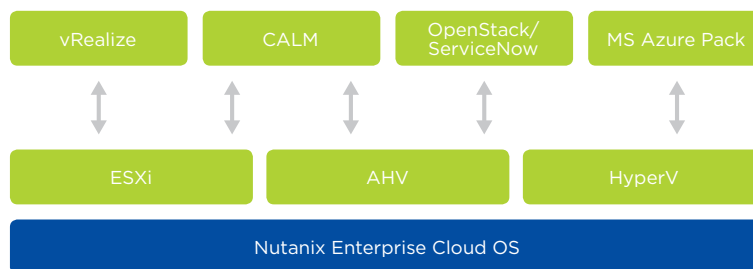 vRealize
CALM
OpenStack/
ServiceNow
MS Azure Pack
ESXi
AHV
HyperV
Nutanix Enterprise Cloud OS